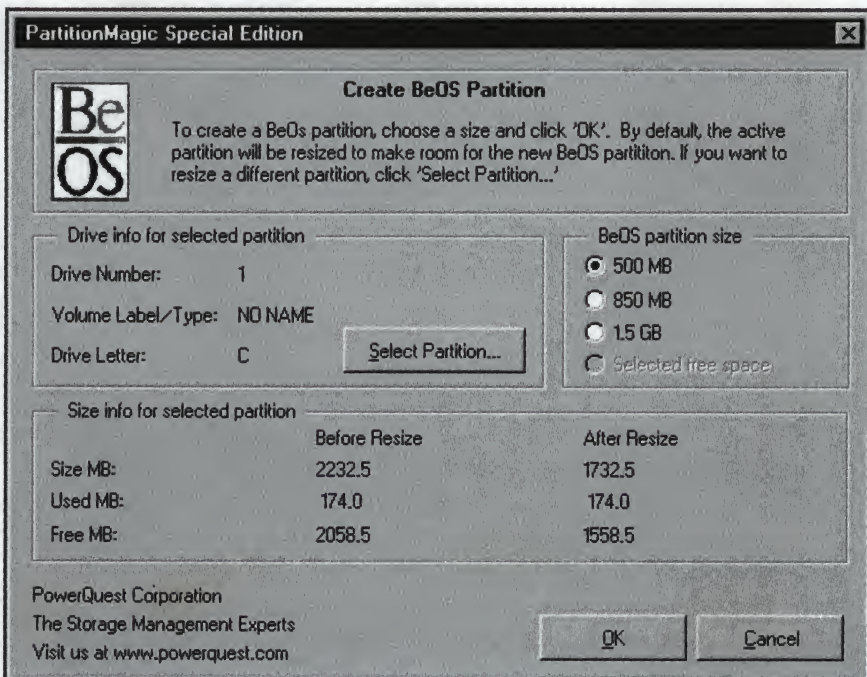 PartitionMagic Special Edition
Be
OS
Create BeOS Partition
To create a BeOs partition, choose a size and click 'OK'. By default, the active
partition will be resized to make room for the new BeOS partititon. If you want to
resize a different partition, click 'Select Partition...'
Drive info for selected partition
Drive Number: 1
Volume Label/Type: NO NAME
Drive Letter: C
Select Partition...
BeOS partition size
500 MB
850 MB
1.5 GB
Selected free space
Size info for selected partition
Before Resize After Resize
Size MB: 2232.5 1732.5
Used MB: 174.0 174.0
Free MB: 2058.5 1558.5
PowerQuest Corporation
The Storage Management Experts
Visit us at www.powerquest.com
OK
Cancel